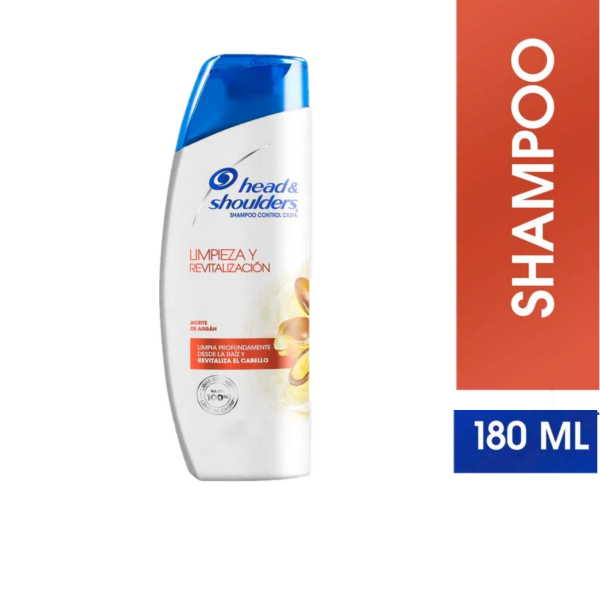 head &
shoulders
SHAMPOO CONTROL CASPA
LIMPIEZA Y
REVITALIZACIÓN
ACEITE
DE ARGÁN
LIMPIA PROFUNDAMENTE
DESDE LA RAÍZ Y
REVITALIZA EL CABELLO
100%
SHAMPOO
180 ML